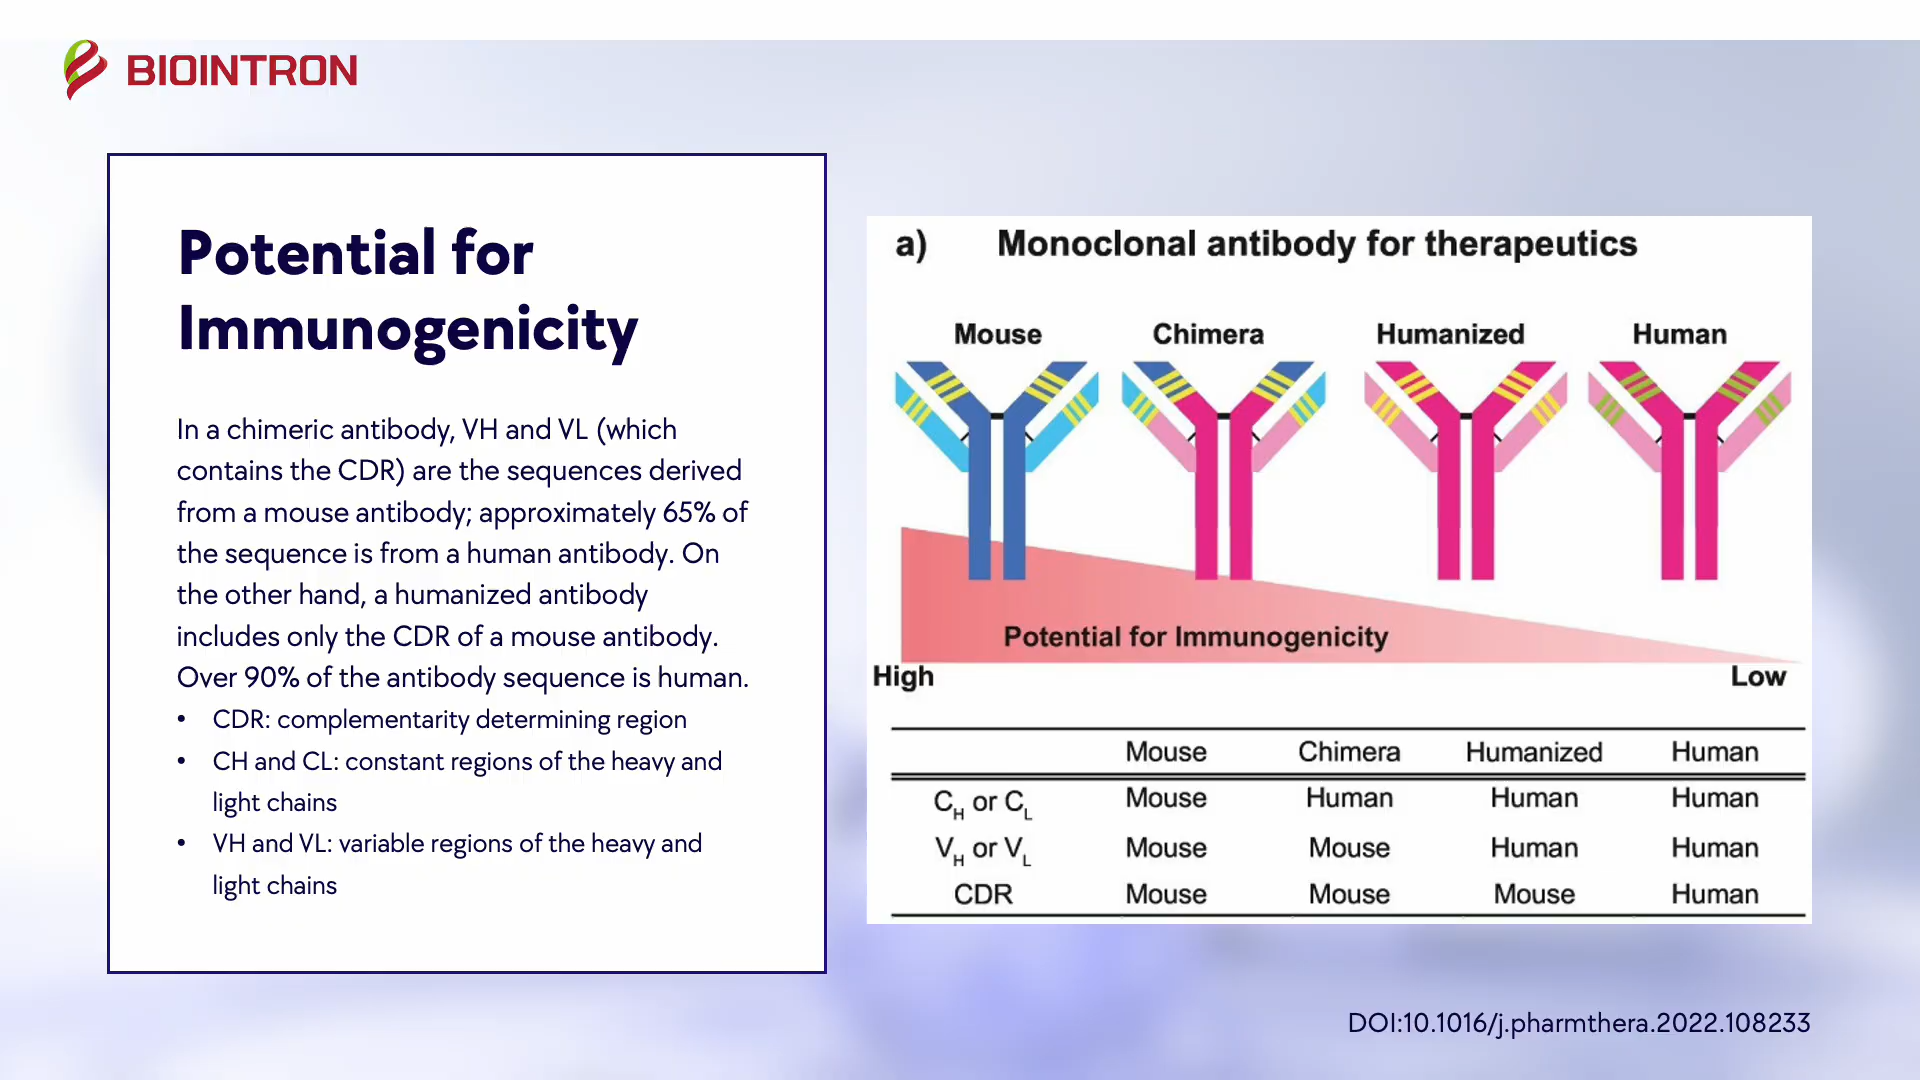 BIOINTRON
Potential for
Immunogenicity
In a chimeric antibody, VH and VL (which
contains the CDR) are the sequences derived
from a mouse antibody; approximately 65% of
the sequence is from a human antibody. On
the other hand, a humanized antibody
includes only the CDR of a mouse antibody.
Over 90% of the antibody sequence is human.
• CDR: complementarity determining region
• CH and CL: constant regions of the heavy and
light chains
• VH and VL: variable regions of the heavy and
light chains
a) Monoclonal antibody for therapeutics
Mouse Chimera Humanized Human
Potential for Immunogenicity
High Low
Mouse Chimera Humanized Human
CH or CL Mouse Human Human Human
VH or VL Mouse Mouse Human Human
CDR Mouse Mouse Mouse Human
DOI:10.1016/j.pharmthera.2022.108233